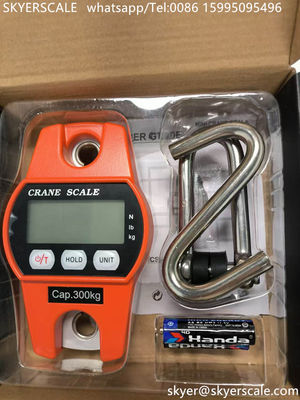 SKYERSCALE whatsapp/Tel:0086 15995095496
CRANE SCALE
N
lb
kg
/T
HOLD
UNIT
Cap.300kg
Handa
skyer@skyerscale.com